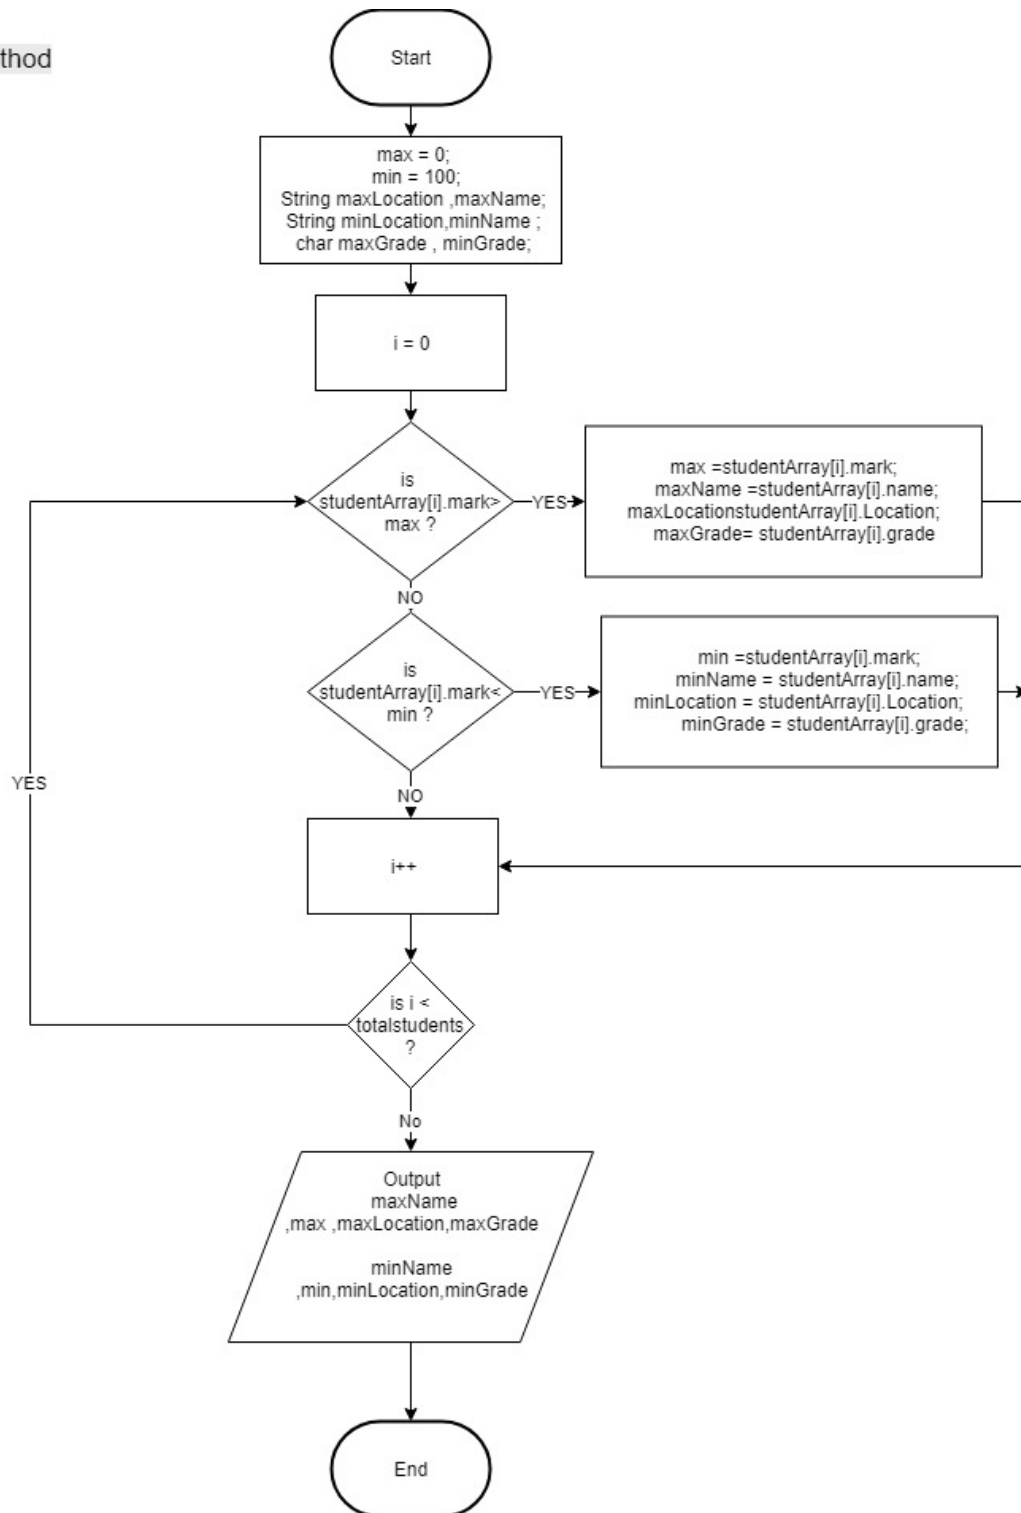 thod
Start
max = 0;
min = 100;
String maxLocation ,maxName;
String minLocation,minName ;
char maxGrade , minGrade;
i = 0
is
studentArray[i].mark>
max ?
YES
max =studentArray[i].mark;
maxName =studentArray[i].name;
maxLocationstudentArray[i].Location;
maxGrade= studentArray[i].grade
NO
is
studentArray[i].mark<
min ?
YES
min =studentArray[i].mark;
minName = studentArray[i].name;
minLocation = studentArray[i].Location;
minGrade = studentArray[i].grade;
YES
NO
i++
is i <
totalstudents
?
No
Output
maxName
,max ,maxLocation,maxGrade
minName
,min,minLocation,minGrade
End